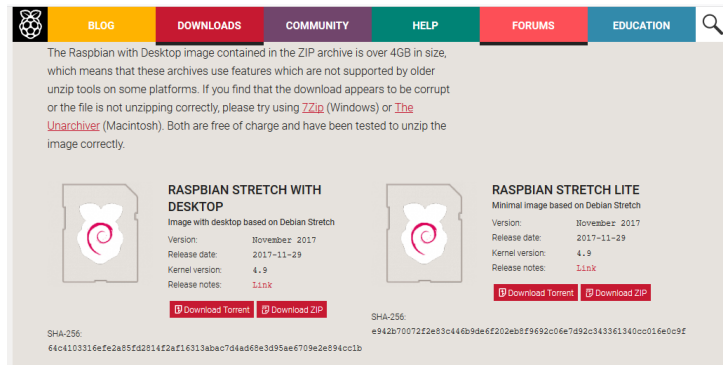 BLOG DOWNLOADS COMMUNITY HELP FORUMS EDUCATION
The Raspbian with Desktop image contained in the ZIP archive is over 4GB in size,
which means that these archives use features which are not supported by older
unzip tools on some platforms. If you find that the download appears to be corrupt
or the file is not unzipping correctly, please try using 7Zip (Windows) or The
Unarchiver (Macintosh). Both are free of charge and have been tested to unzip the
image correctly.
RASPBIAN STRETCH WITH
DESKTOP
Image with desktop based on Debian Stretch
Version: November 2017
Release date: 2017-11-29
Kernel version: 4.9
Release notes: Link
Download Torrent Download ZIP
SHA-256:
64c4103316efe2a85fd2814f2af16313abac7d4ad68e3d95ae6709e2e894cc1b
RASPBIAN STRETCH LITE
Minimal image based on Debian Stretch
Version: November 2017
Release date: 2017-11-29
Kernel version: 4.9
Release notes: Link
Download Torrent Download ZIP
SHA-256:
e942b70072f2e83c446b9de6f202eb8f9692c06e7d92c343361340cc016e0c9f